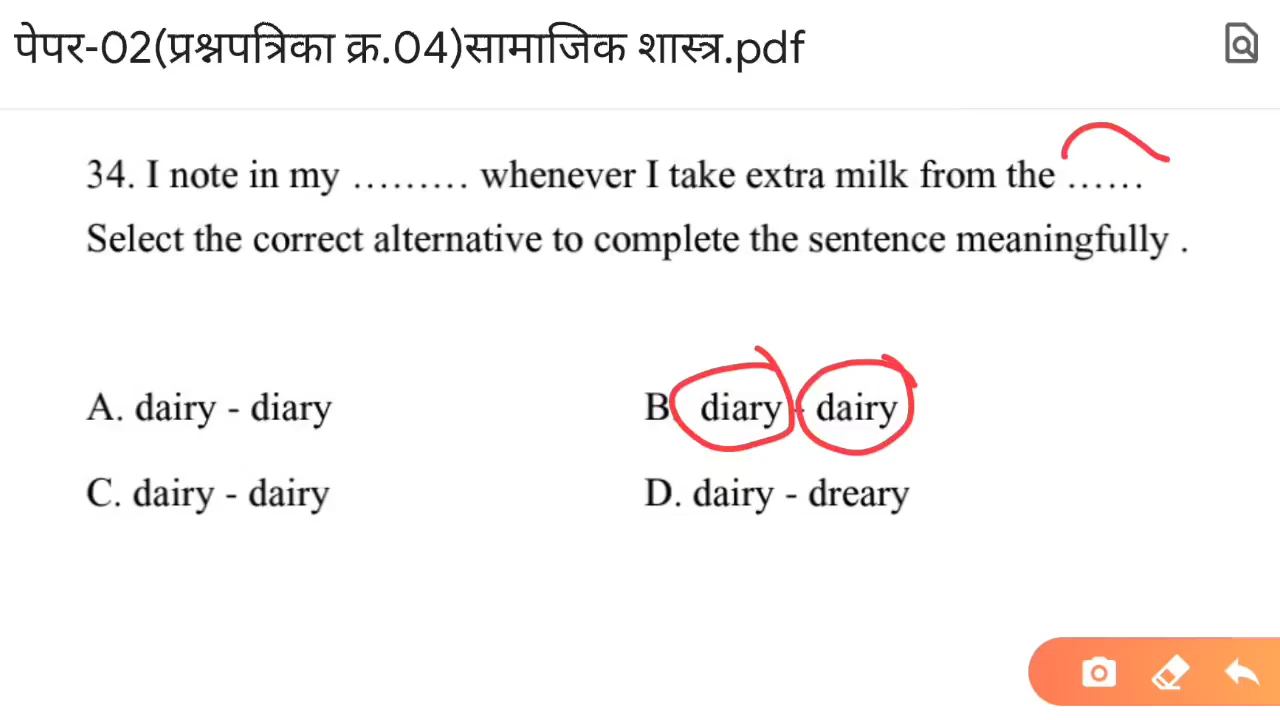 पेपर-02(प्रश्नपत्रिका क्र.04)सामाजिक शास्त्र.pdf
34. I note in my ......... whenever I take extra milk from the ......
Select the correct alternative to complete the sentence meaningfully .
A. dairy - diary B. diary - dairy
C. dairy - dairy D. dairy - dreary